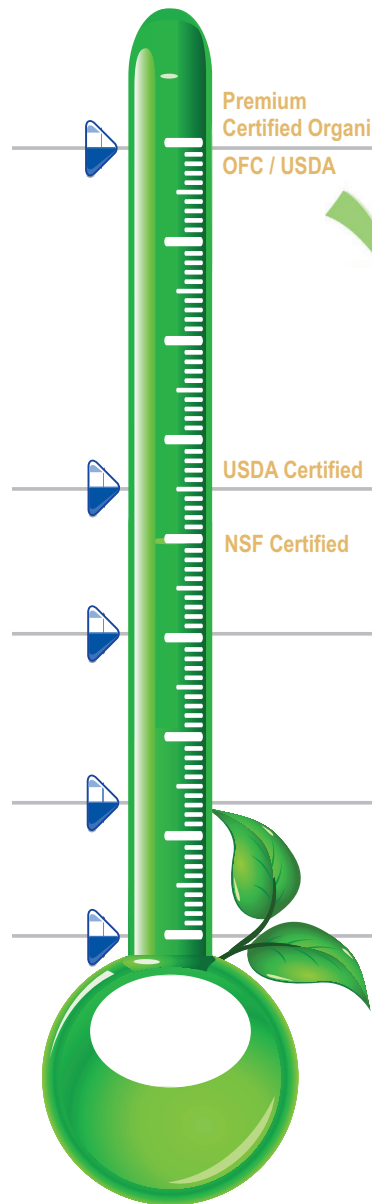 Premium
Certified Organi
OFC / USDA
USDA Certified
NSF Certified